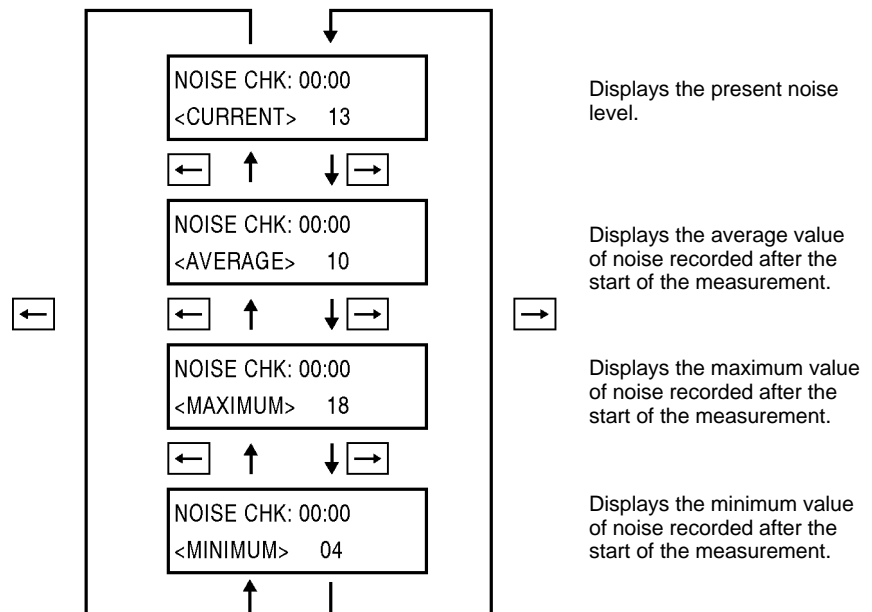 NOISE CHK: 00:00
<CURRENT> 13
Displays the present noise
level.
NOISE CHK: 00:00
<AVERAGE> 10
Displays the average value
of noise recorded after the
start of the measurement.
NOISE CHK: 00:00
<MAXIMUM> 18
Displays the maximum value
of noise recorded after the
start of the measurement.
NOISE CHK: 00:00
<MINIMUM> 04
Displays the minimum value
of noise recorded after the
start of the measurement.